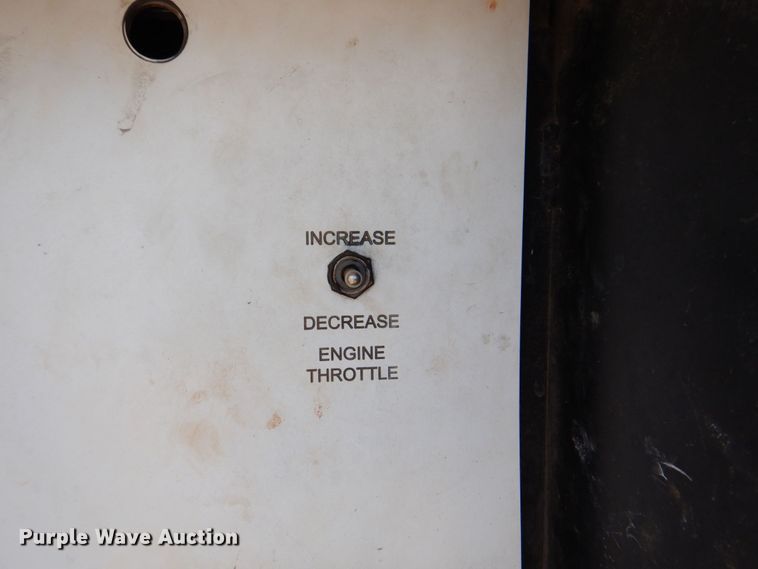 INCREASE
DECREASE
ENGINE
THROTTLE
Purple Wave Auction